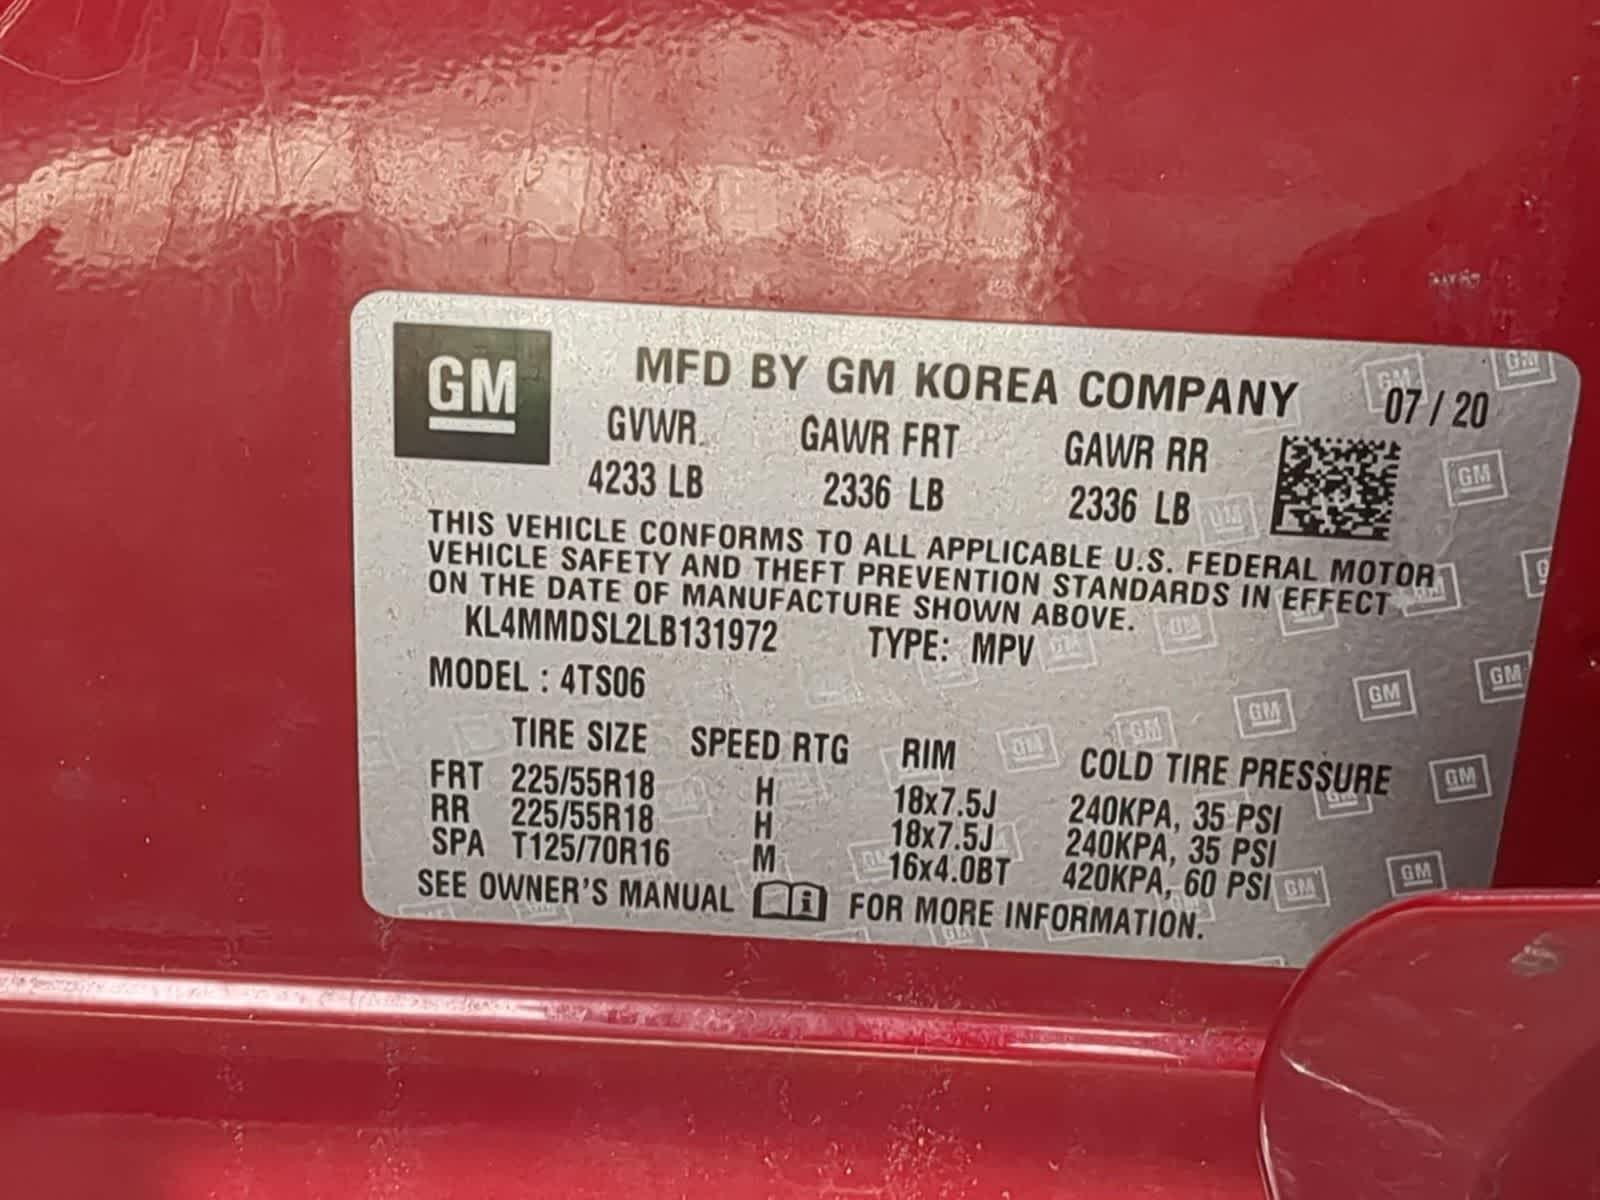 GM
MFD BY GM KOREA COMPANY 07 / 20
GVWR GAWR FRT GAWR RR
4233 LB 2336 LB 2336 LB
THIS VEHICLE CONFORMS TO ALL APPLICABLE U.S. FEDERAL MOTOR
VEHICLE SAFETY AND THEFT PREVENTION STANDARDS IN EFFECT
ON THE DATE OF MANUFACTURE SHOWN ABOVE.
KL4MMDSL2LB131972 TYPE: MPV
MODEL : 4TS06
TIRE SIZE SPEED RTG RIM COLD TIRE PRESSURE
FRT 225/55R18 H 18x7.5J 240KPA, 35 PSI
RR 225/55R18 H 18x7.5J 240KPA, 35 PSI
SPA T125/70R16 M 16x4.0BT 420KPA, 60 PSI
SEE OWNER'S MANUAL i FOR MORE INFORMATION.